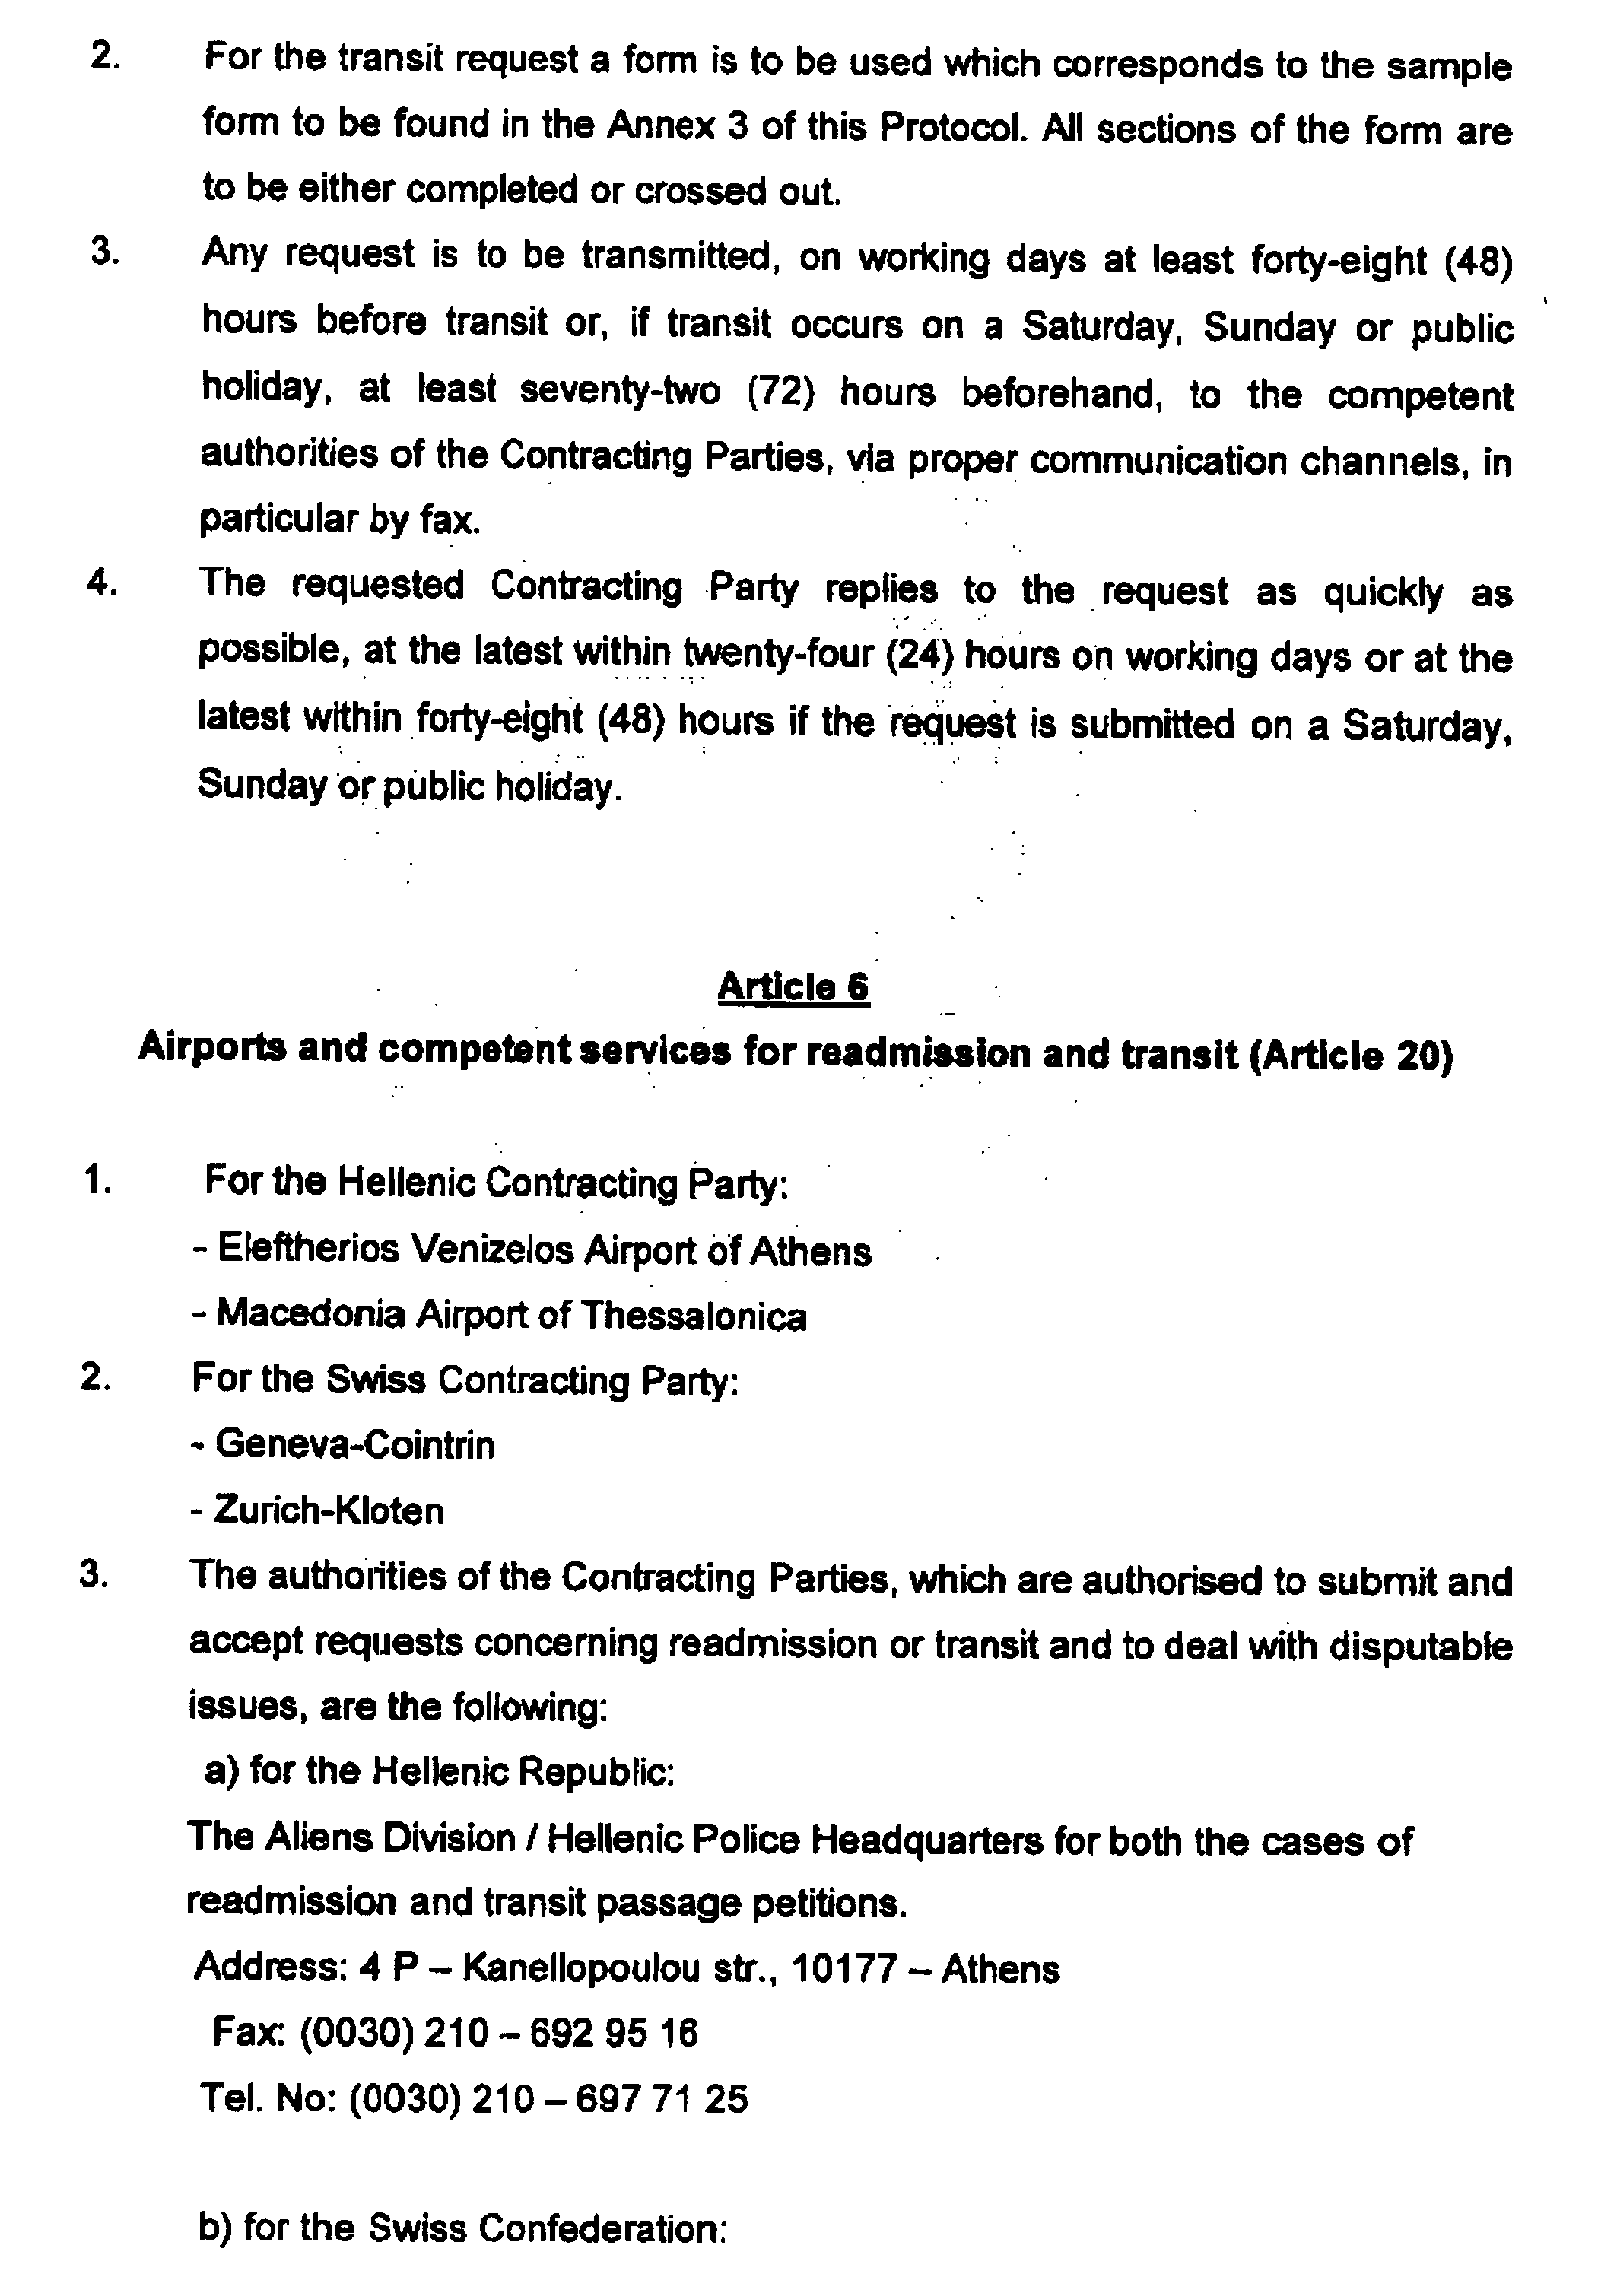 2. For the transit request a form is to be used which corresponds to the sample
form to be found in the Annex 3 of this Protocol. All sections of the form are
to be either completed or crossed out.
3. Any request is to be transmitted, on working days at least forty-eight (48)
hours before transit or, if transit occurs on a Saturday, Sunday or public
holiday, at least seventy-two (72) hours beforehand, to the competent
authorities of the Contracting Parties, via proper communication channels, in
particular by fax.
4. The requested Contracting Party replies to the request as quickly as
possible, at the latest within twenty-four (24) hours on working days or at the
latest within forty-eight (48) hours if the request is submitted on a Saturday,
Sunday or public holiday.
Article 6
Airports and competent services for readmission and transit (Article 20)
1. For the Hellenic Contracting Party:
- Eleftherios Venizelos Airport of Athens
- Macedonia Airport of Thessalonica
2. For the Swiss Contracting Party:
- Geneva-Cointrin
- Zurich-Kloten
3. The authorities of the Contracting Parties, which are authorised to submit and
accept requests concerning readmission or transit and to deal with disputable
issues, are the following:
a) for the Hellenic Republic:
The Aliens Division / Hellenic Police Headquarters for both the cases of
readmission and transit passage petitions.
Address: 4 P – Kanellopoulou str., 10177 – Athens
Fax: (0030) 210 – 692 95 16
Tel. No: (0030) 210 – 697 71 25
b) for the Swiss Confederation: